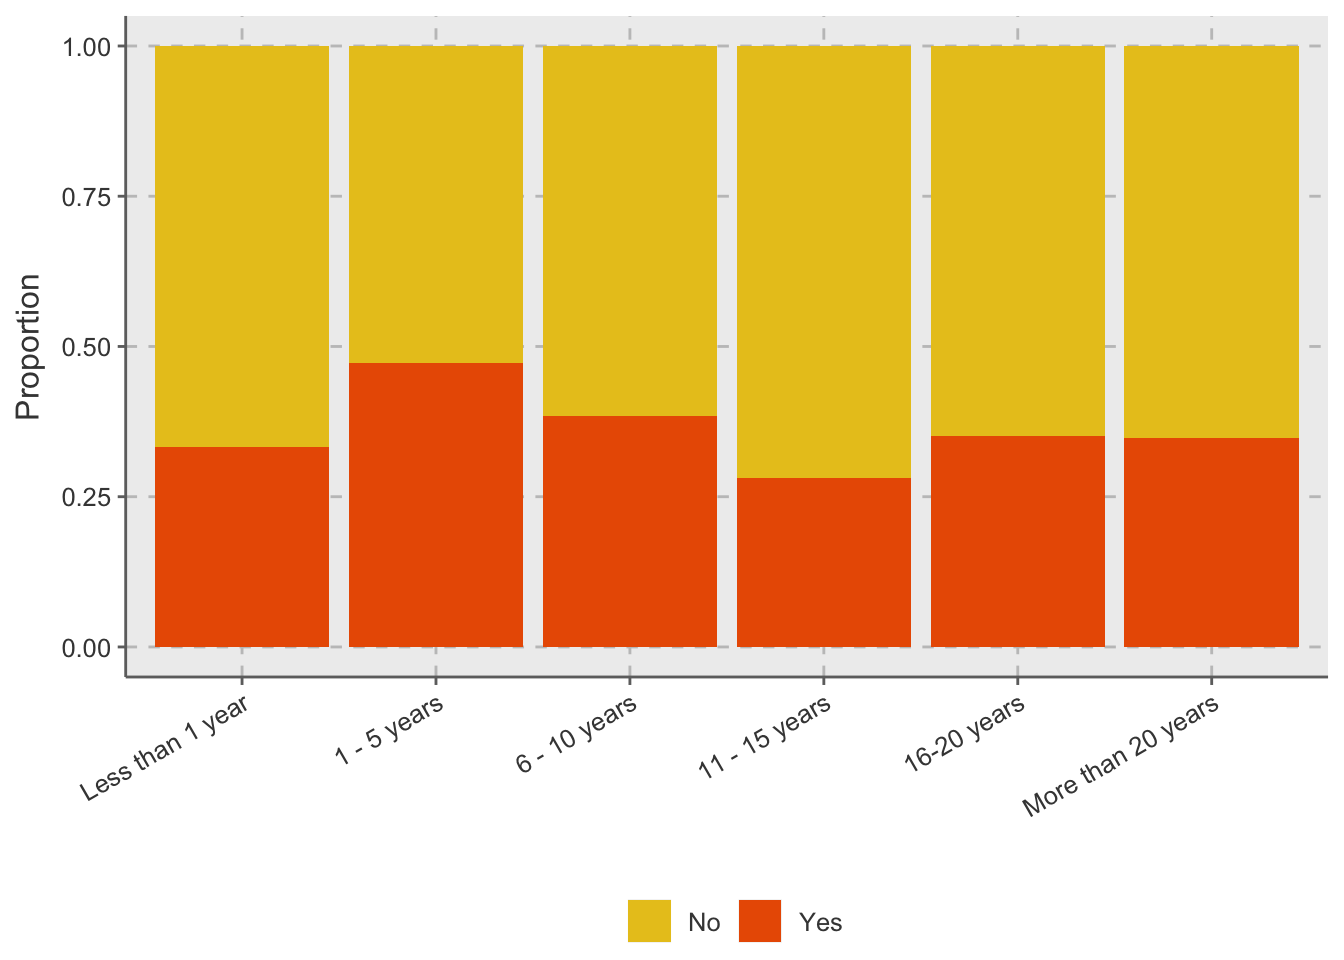 Proportion
1.00
0.75
0.50
0.25
0.00
Less than 1 year
1 - 5 years
6 - 10 years
11 - 15 years
16-20 years
More than 20 years
No
Yes